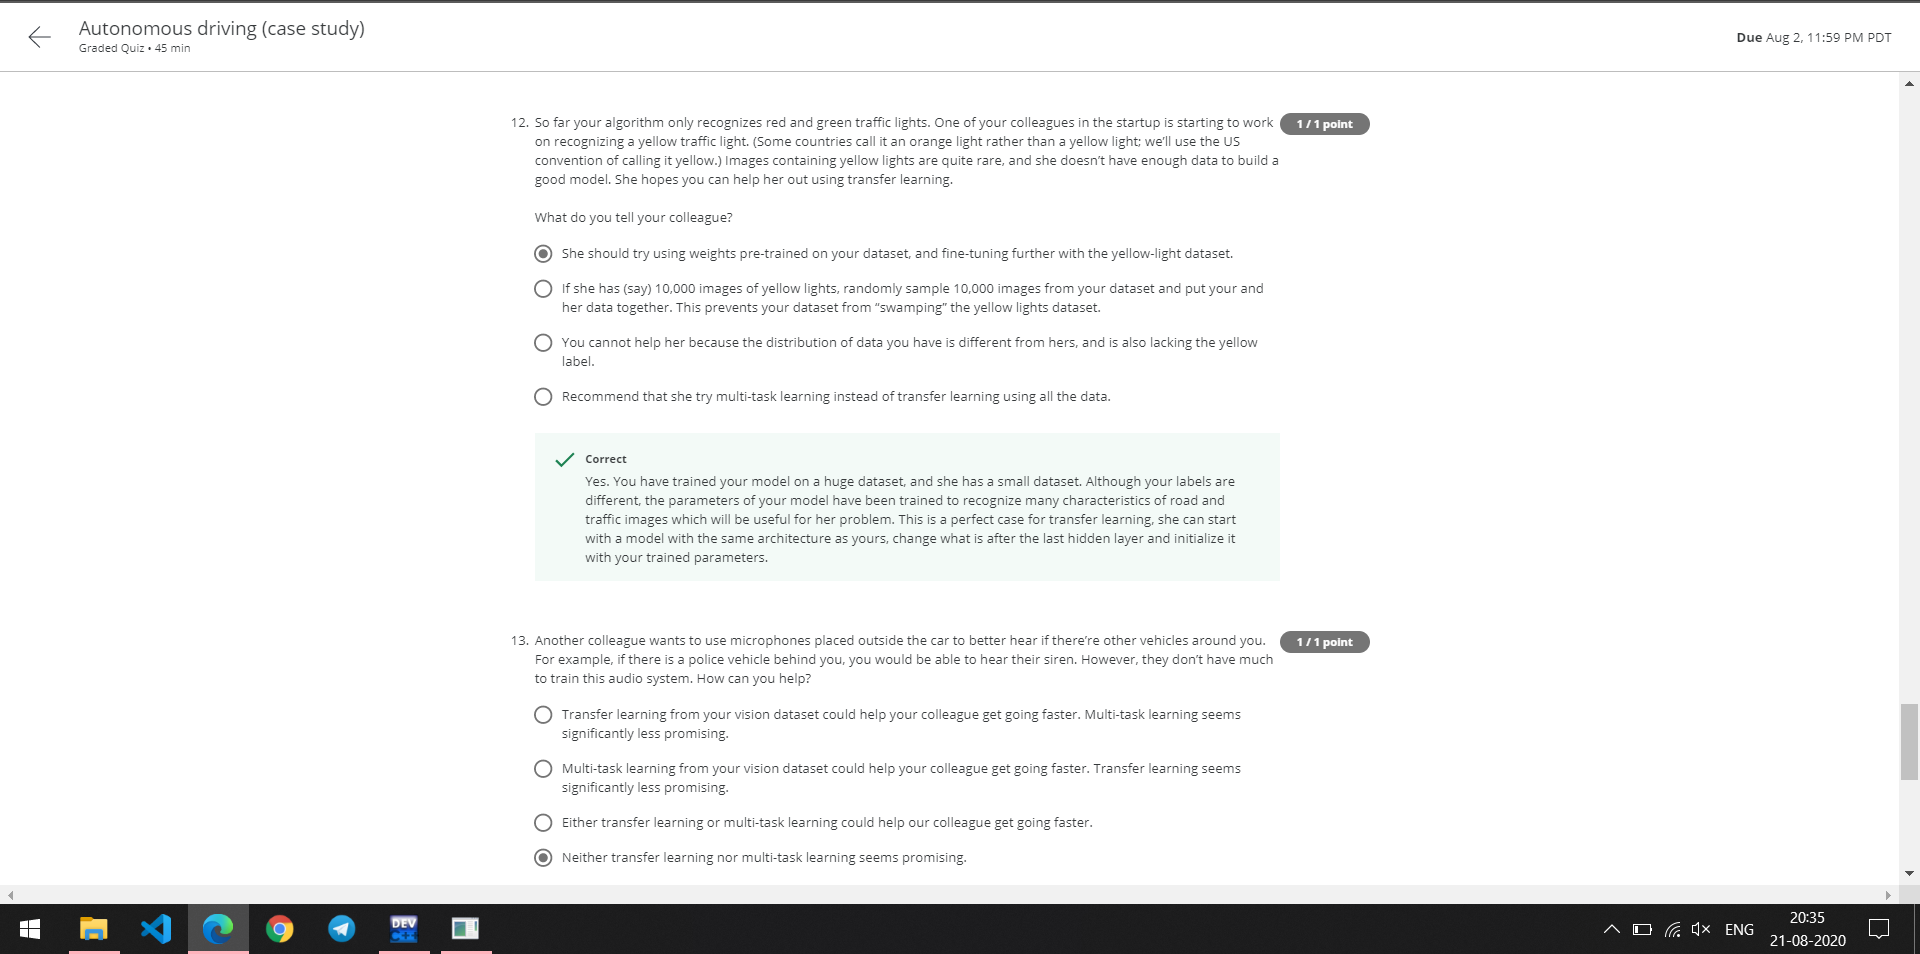 Autonomous driving (case study)
Graded Quiz • 45 min
Due Aug 2, 11:59 PM PDT
12. So far your algorithm only recognizes red and green traffic lights. One of your colleagues in the startup is starting to work
1 / 1 point
on recognizing a yellow traffic light. (Some countries call it an orange light rather than a yellow light; we’ll use the US
convention of calling it yellow.) Images containing yellow lights are quite rare, and she doesn’t have enough data to build a
good model. She hopes you can help her out using transfer learning.
What do you tell your colleague?
She should try using weights pre-trained on your dataset, and fine-tuning further with the yellow-light dataset.
If she has (say) 10,000 images of yellow lights, randomly sample 10,000 images from your dataset and put your and
her data together. This prevents your dataset from “swamping” the yellow lights dataset.
You cannot help her because the distribution of data you have is different from hers, and is also lacking the yellow
label.
Recommend that she try multi-task learning instead of transfer learning using all the data.
Correct
Yes. You have trained your model on a huge dataset, and she has a small dataset. Although your labels are
different, the parameters of your model have been trained to recognize many characteristics of road and
traffic images which will be useful for her problem. This is a perfect case for transfer learning, she can start
with a model with the same architecture as yours, change what is after the last hidden layer and initialize it
with your trained parameters.
13. Another colleague wants to use microphones placed outside the car to better hear if there’re other vehicles around you.
1 / 1 point
For example, if there is a police vehicle behind you, you would be able to hear their siren. However, they don’t have much
to train this audio system. How can you help?
Transfer learning from your vision dataset could help your colleague get going faster. Multi-task learning seems
significantly less promising.
Multi-task learning from your vision dataset could help your colleague get going faster. Transfer learning seems
significantly less promising.
Either transfer learning or multi-task learning could help our colleague get going faster.
Neither transfer learning nor multi-task learning seems promising.
DEV
C++
ENG
20:35
21-08-2020